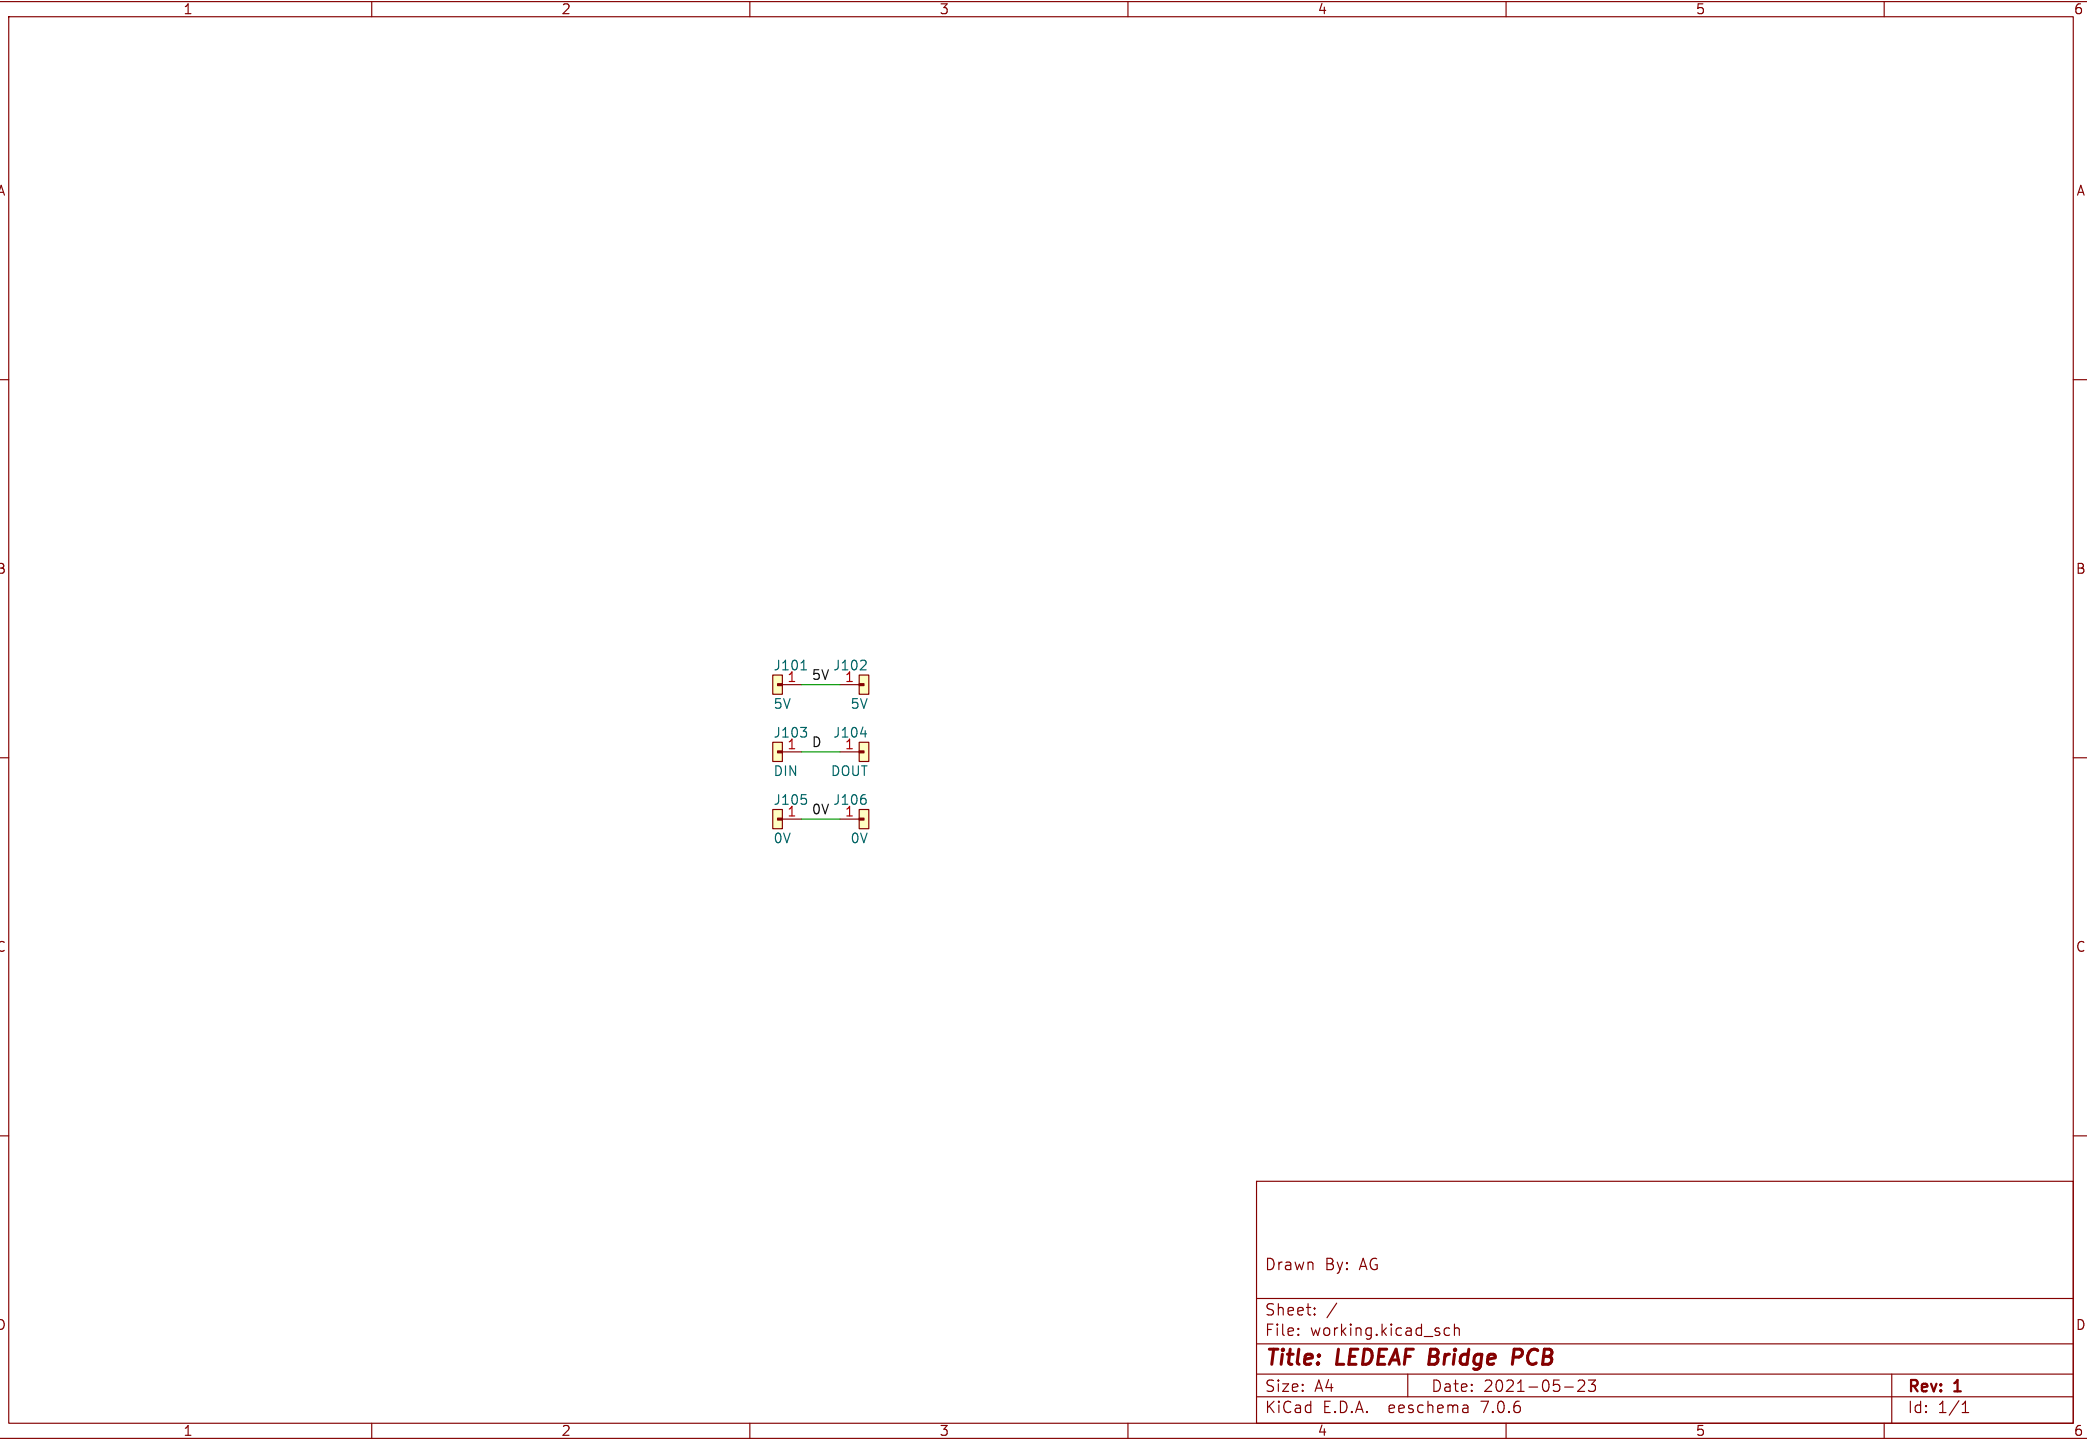 1 2 3 4 5 6
A A
B B
J101 5V J102
1 1
5V 5V
J103 D J104
1 1
DIN DOUT
J105 0V J106
1 1
0V 0V
C C
Drawn By: AG
Sheet: /
File: working.kicad_sch
D D
Title: LEDEAF Bridge PCB
Size: A4 Date: 2021-05-23 Rev: 1
KiCad E.D.A. eeschema 7.0.6 Id: 1/1
1 2 3 4 5 6